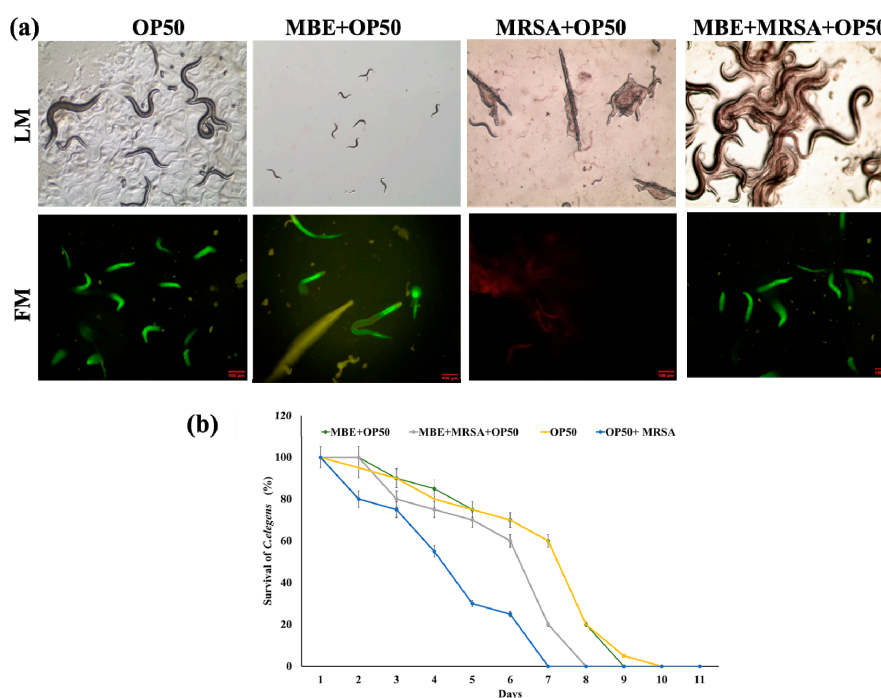 (a)
OP50 MBE+OP50 MRSA+OP50 MBE+MRSA+OP50
LM
FM
(b)
MBE+OP50 MBE+MRSA+OP50 OP50 OP50+ MRSA
Survival of C.elegens (%)
120
100
80
60
40
20
0
1 2 3 4 5 6 7 8 9 10 11
Days